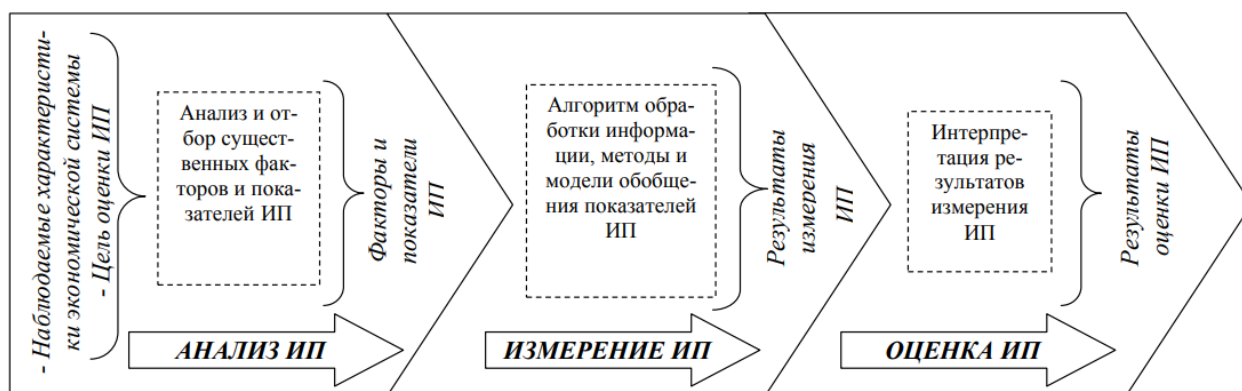 - Наблюдаемые характеристи-
ки экономической системы
- Цель оценки ИП
Анализ и от-
бор сущест-
венных фак-
торов и пока-
зателей ИП
Факторы и
показатели
ИП
АНАЛИЗ ИП
Алгоритм обра-
ботки информа-
ции, методы и
модели обобще-
ния показателей
ИП
Результаты
измерения
ИП
ИЗМЕРЕНИЕ ИП
Интерпре-
тация ре-
зультатов
измерения
ИП
Результаты
оценки ИП
ОЦЕНКА ИП